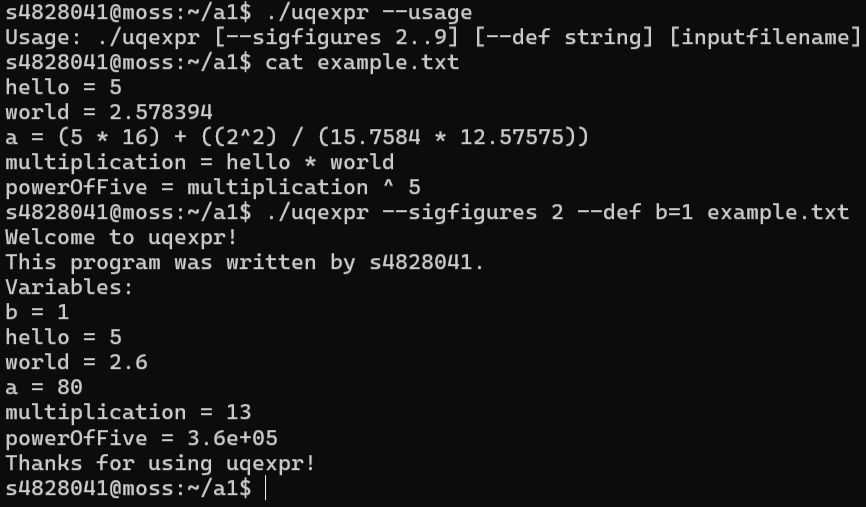 s4828041@moss:~/a1$ ./uqexpr --usage
Usage: ./uqexpr [--sigfigures 2..9] [--def string] [inputfilename]
s4828041@moss:~/a1$ cat example.txt
hello = 5
world = 2.578394
a = (5 * 16) + ((2^2) / (15.7584 * 12.57575))
multiplication = hello * world
powerOfFive = multiplication ^ 5
s4828041@moss:~/a1$ ./uqexpr --sigfigures 2 --def b=1 example.txt
Welcome to uqexpr!
This program was written by s4828041.
Variables:
b = 1
hello = 5
world = 2.6
a = 80
multiplication = 13
powerOfFive = 3.6e+05
Thanks for using uqexpr!
s4828041@moss:~/a1$